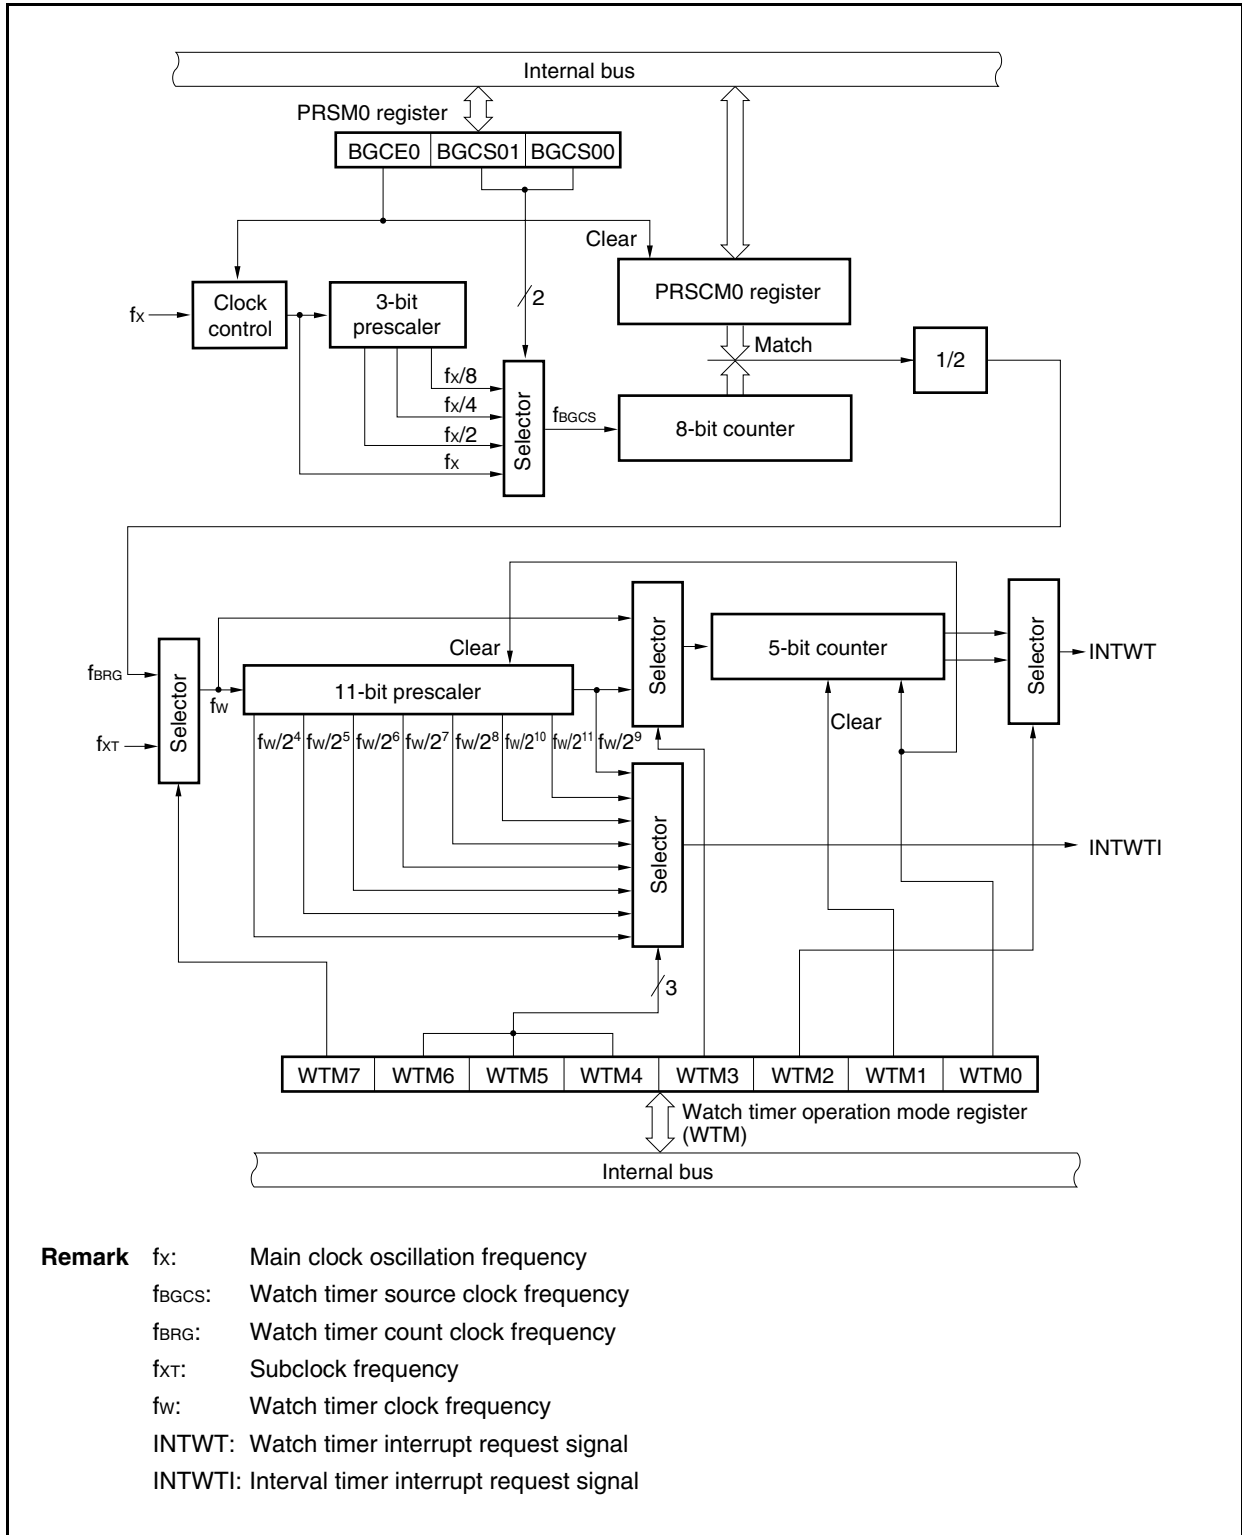 Internal bus
PRSM0 register
BGCE0 BGCS01 BGCS00
Clear
PRSCM0 register
fX
Clock control
3-bit prescaler
2
Match
1/2
fX/8
fX/4
fX/2
fX
Selector
fBGCS
8-bit counter
fBRG
fXT
Selector
fW
Clear
11-bit prescaler
fW/2⁴ fW/2⁵ fW/2⁶ fW/2⁷ fW/2⁸ fW/2¹⁰ fW/2¹¹ fW/2⁹
Selector
5-bit counter
Clear
Selector
INTWT
Selector
INTWTI
3
WTM7 WTM6 WTM5 WTM4 WTM3 WTM2 WTM1 WTM0
Watch timer operation mode register
(WTM)
Internal bus
Remark fX: Main clock oscillation frequency
fBGCS: Watch timer source clock frequency
fBRG: Watch timer count clock frequency
fXT: Subclock frequency
fW: Watch timer clock frequency
INTWT: Watch timer interrupt request signal
INTWTI: Interval timer interrupt request signal